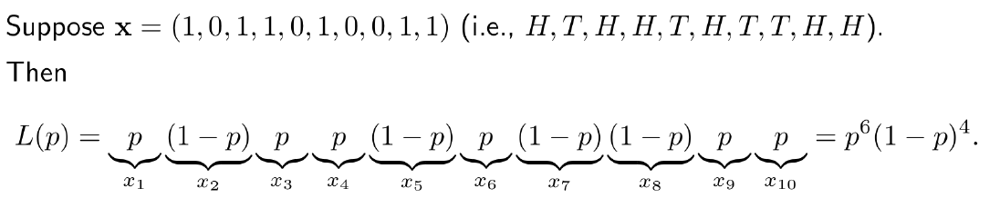 Suppose x = (1, 0, 1, 1, 0, 1, 0, 0, 1, 1) (i.e., H, T, H, H, T, H, T, T, H, H).
Then
L(p) = p (1 − p) p p (1 − p) p (1 − p) (1 − p) p p = p⁶(1 − p)⁴.
x₁ x₂ x₃ x₄ x₅ x₆ x₇ x₈ x₉ x₁₀